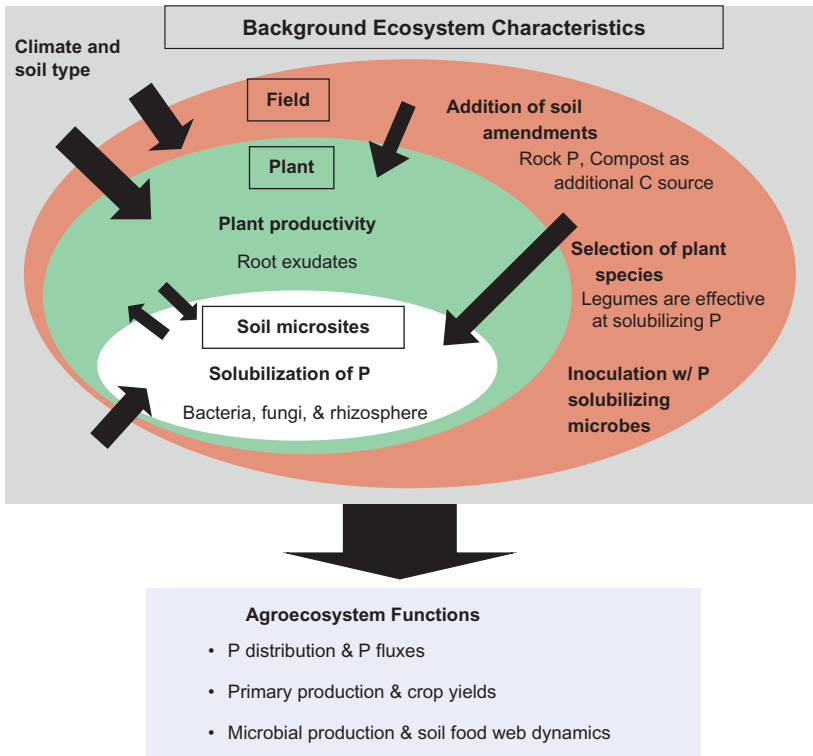 Background Ecosystem Characteristics
Climate and
soil type
Field
Addition of soil
amendments
Rock P, Compost as
additional C source
Plant
Plant productivity
Root exudates
Selection of plant
species
Legumes are effective
at solubilizing P
Soil microsites
Solubilization of P
Bacteria, fungi, & rhizosphere
Inoculation w/ P
solubilizing
microbes
Agroecosystem Functions
• P distribution & P fluxes
• Primary production & crop yields
• Microbial production & soil food web dynamics